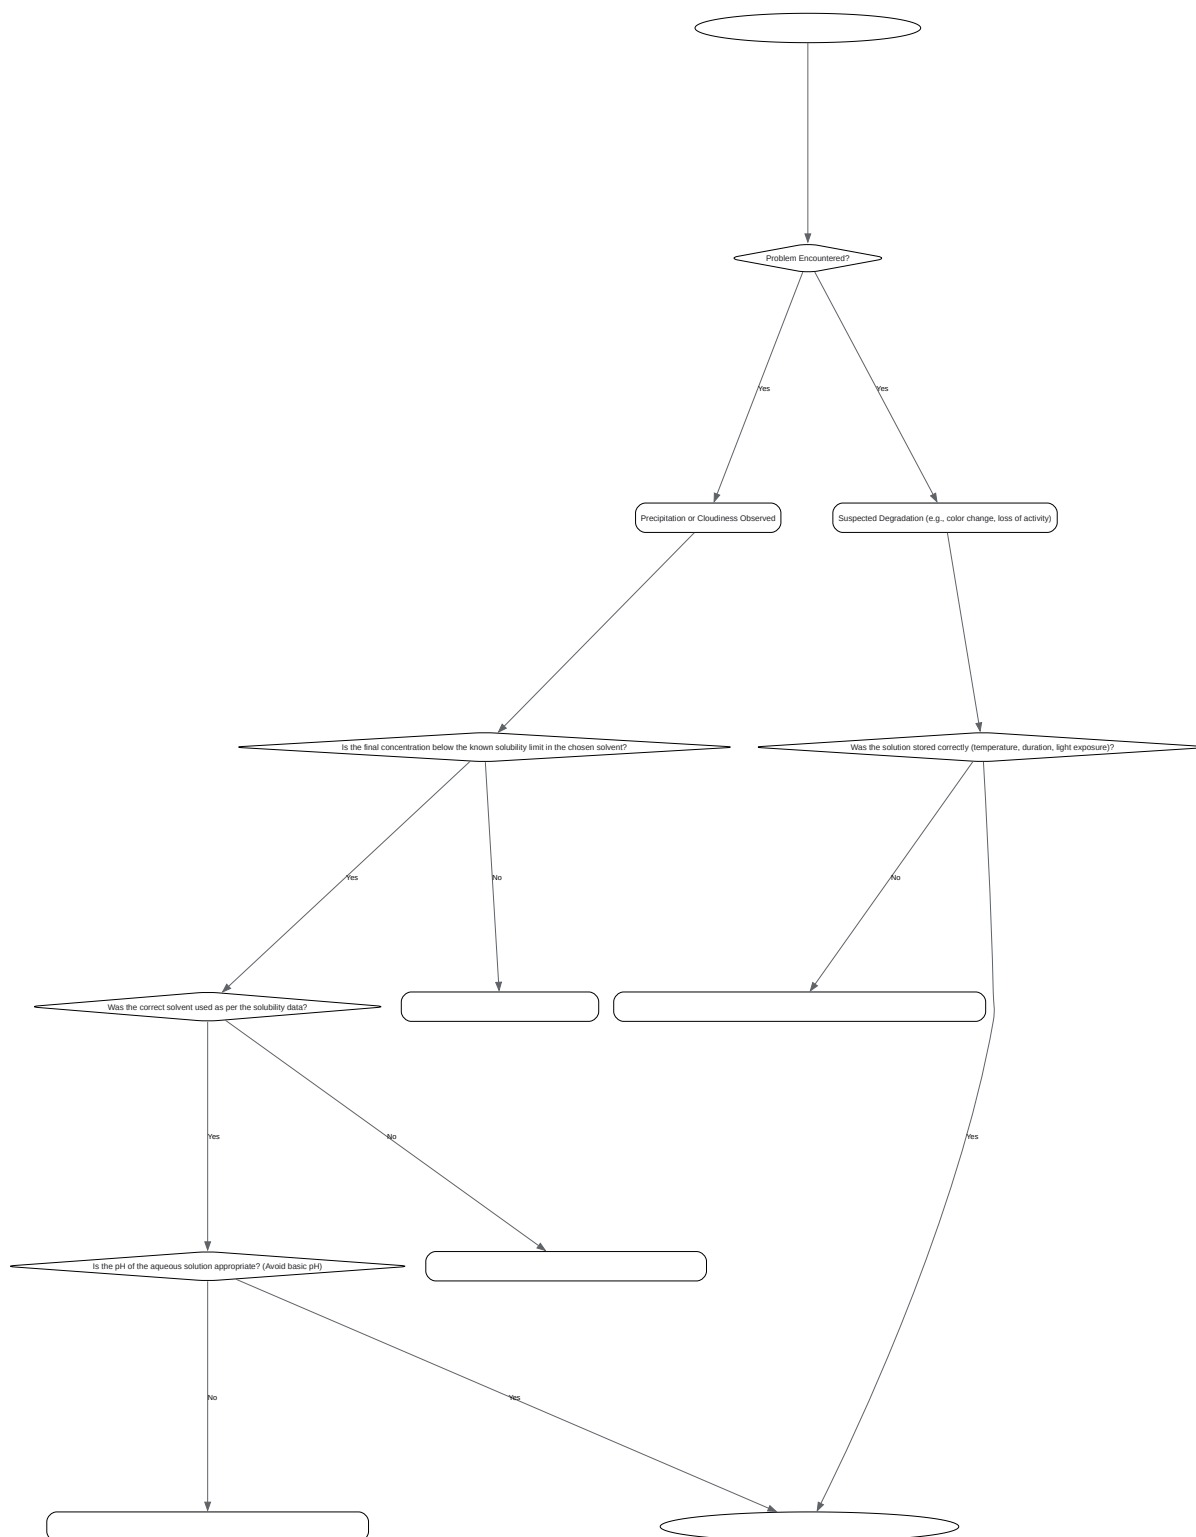 Problem Encountered?
Yes
Yes
Precipitation or Cloudiness Observed
Suspected Degradation (e.g., color change, loss of activity)
Is the final concentration below the known solubility limit in the chosen solvent?
Was the solution stored correctly (temperature, duration, light exposure)?
Yes
No
No
Was the correct solvent used as per the solubility data?
Yes
No
Yes
Is the pH of the aqueous solution appropriate? (Avoid basic pH)
No
Yes